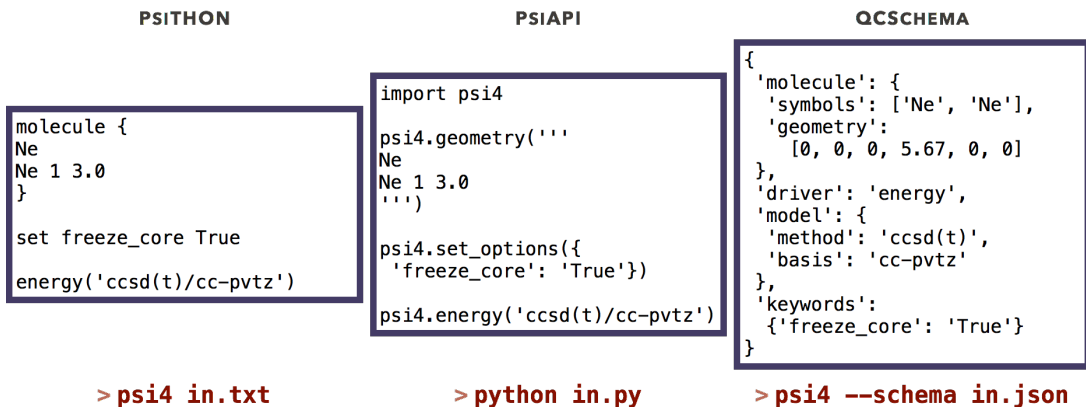 PSITHON
molecule {
Ne
Ne 1 3.0
}
set freeze_core True
energy('ccsd(t)/cc-pvtz')
> psi4 in.txt
PSIAPI
import psi4
psi4.geometry('''
Ne
Ne 1 3.0
''')
psi4.set_options({
'freeze_core': 'True'})
psi4.energy('ccsd(t)/cc-pvtz')
> python in.py
QCSCHEMA
{
'molecule': {
'symbols': ['Ne', 'Ne'],
'geometry':
[0, 0, 0, 5.67, 0, 0]
},
'driver': 'energy',
'model': {
'method': 'ccsd(t)',
'basis': 'cc-pvtz'
},
'keywords':
{'freeze_core': 'True'}
}
> psi4 --schema in.json